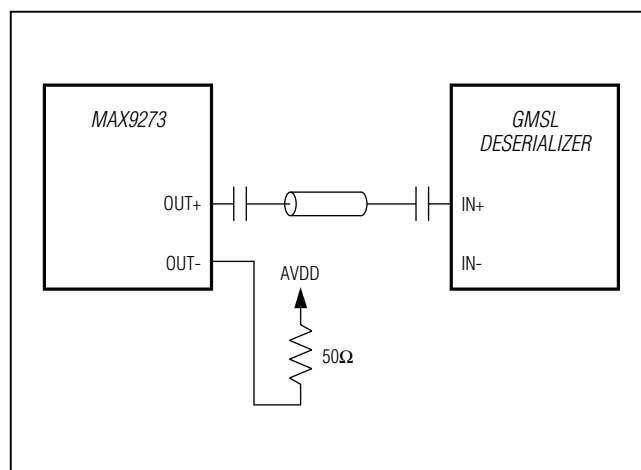 MAX9273
GMSL
DESERIALIZER
OUT+
IN+
OUT-
IN-
AVDD
50Ω